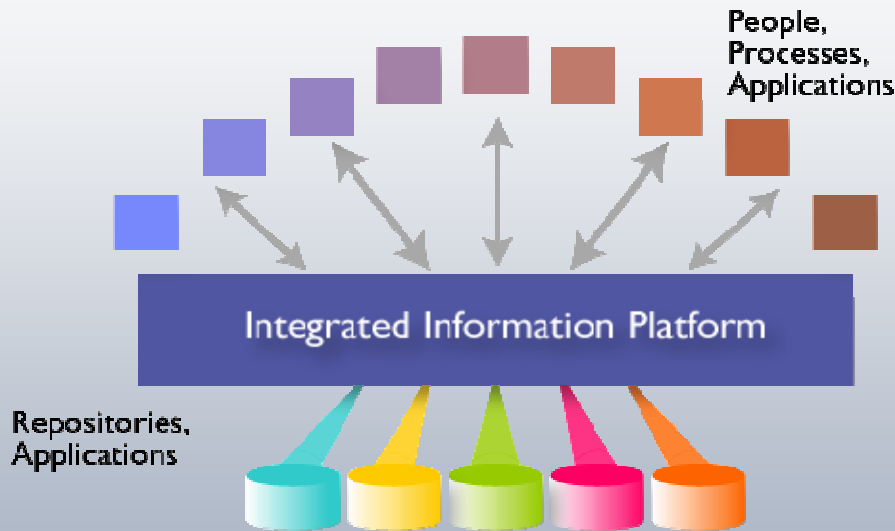 People,
Processes,
Applications
Integrated Information Platform
Repositories,
Applications